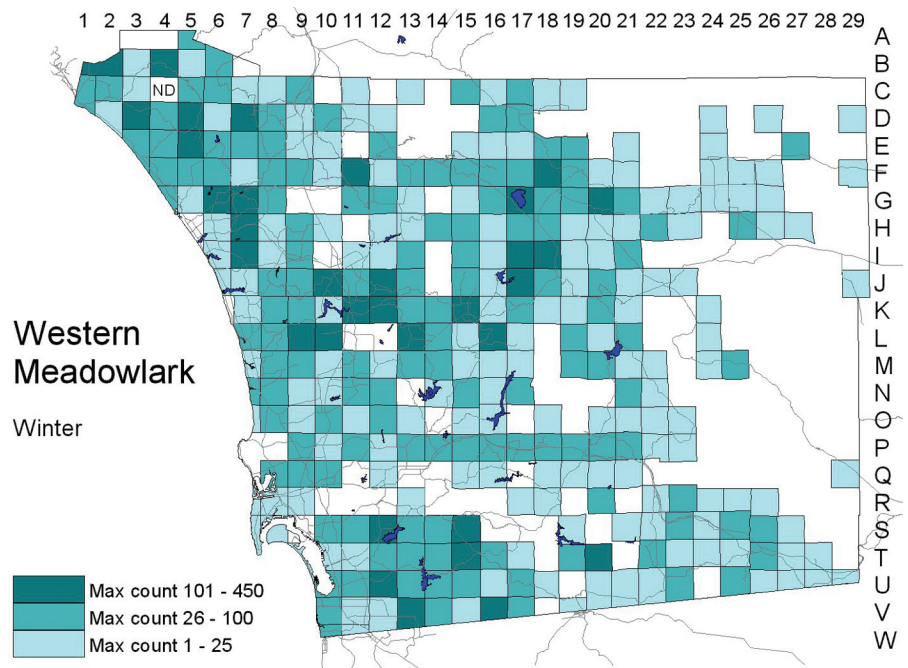 1 2 3 4 5 6 7 8 9 10 11 12 13 14 15 16 17 18 19 20 21 22 23 24 25 26 27 28 29
A
B
C
ND
D
E
F
G
H
I
J
K
L
M
N
O
P
Q
R
S
T
U
V
W
Western
Meadowlark
Winter
Max count 101 - 450
Max count 26 - 100
Max count 1 - 25